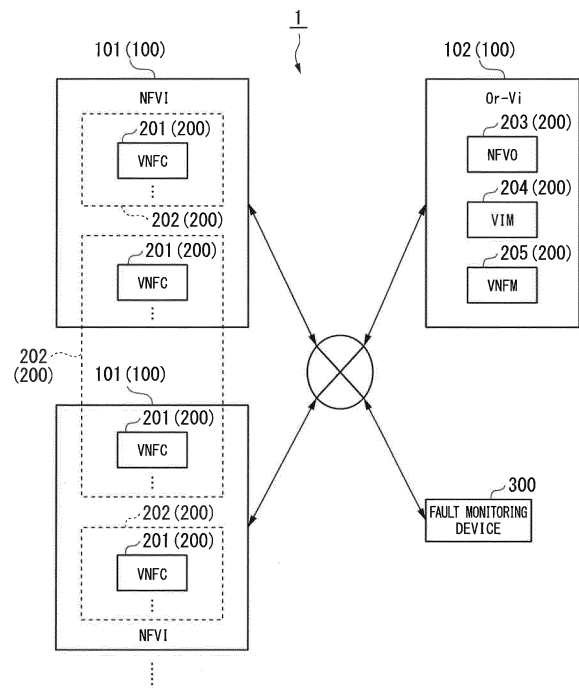 1
101(100)
NFVI
201(200)
VNFC
⋮
202(200)
201(200)
VNFC
⋮
202
(200)
101(100)
201(200)
VNFC
⋮
202(200)
201(200)
VNFC
⋮
NFVI
⋮
102(100)
Or-Vi
203(200)
NFVO
204(200)
VIM
205(200)
VNFM
300
FAULT MONITORING
DEVICE